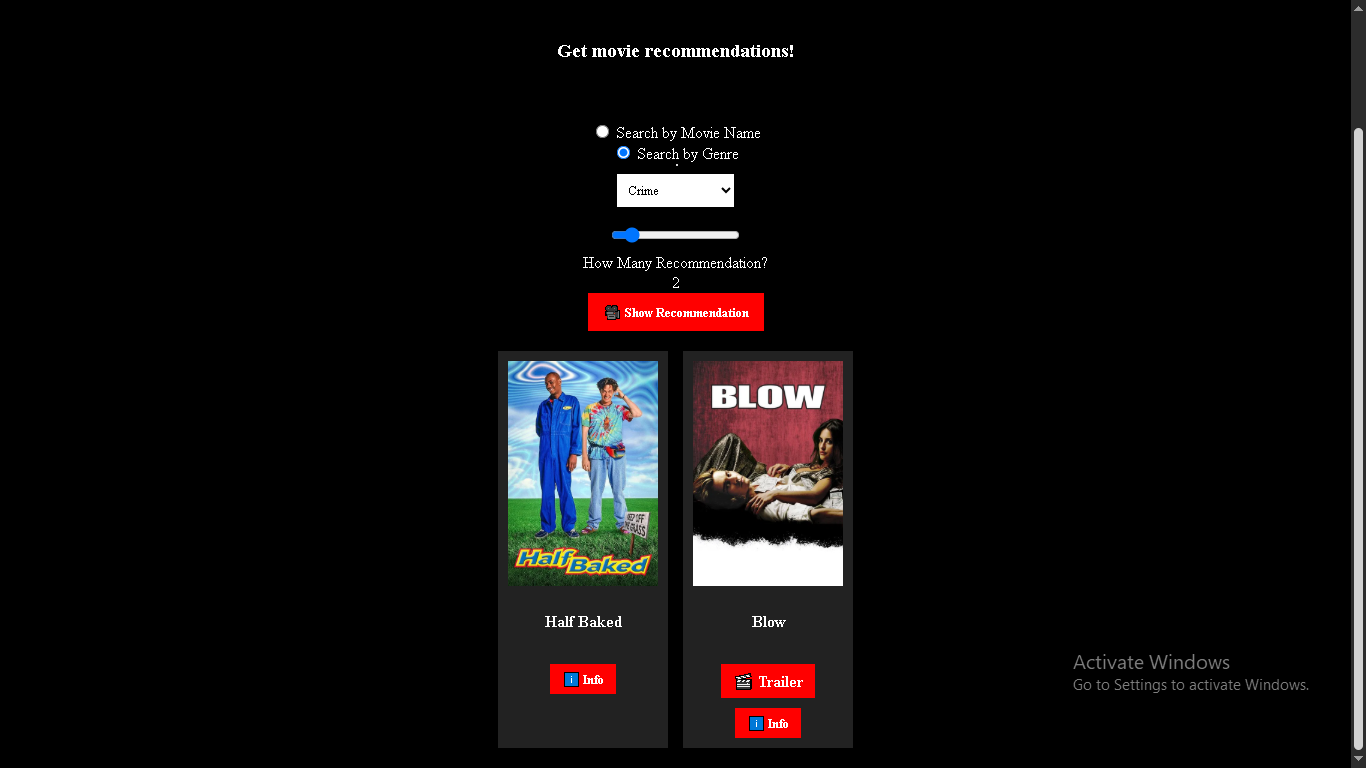 Get movie recommendations!
Search by Movie Name
Search by Genre
Crime
How Many Recommendation?
2
Show Recommendation
KEEP OFF THE GRASS
Half Baked
BLOW
Half Baked
Blow
Info
Trailer
Info
Activate Windows
Go to Settings to activate Windows.